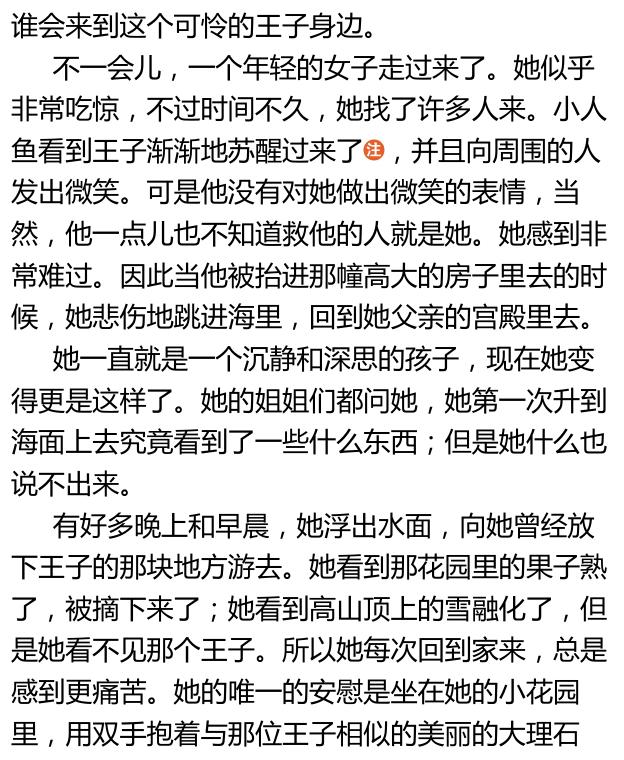 谁会来到这个可怜的王子身边。
不一会儿，一个年轻的女子走过来了。她似乎
非常吃惊，不过时间不久，她找了许多人来。小人
鱼看到王子渐渐地苏醒过来了注，并且向周围的人
发出微笑。可是他没有对她做出微笑的表情，当
然，他一点儿也不知道救他的人就是她。她感到非
常难过。因此当他被抬进那幢高大的房子里去的时
候，她悲伤地跳进海里，回到她父亲的宫殿里去。
她一直就是一个沉静和深思的孩子，现在她变
得更是这样了。她的姐姐们都问她，她第一次升到
海面上去究竟看到了一些什么东西；但是她什么也
说不出来。
有好多晚上和早晨，她浮出水面，向她曾经放
下王子的那块地方游去。她看到那花园里的果子熟
了，被摘下来了；她看到高山顶上的雪融化了，但
是她看不见那个王子。所以她每次回到家来，总是
感到更痛苦。她的唯一的安慰是坐在她的小花园
里，用双手抱着与那位王子相似的美丽的大理石